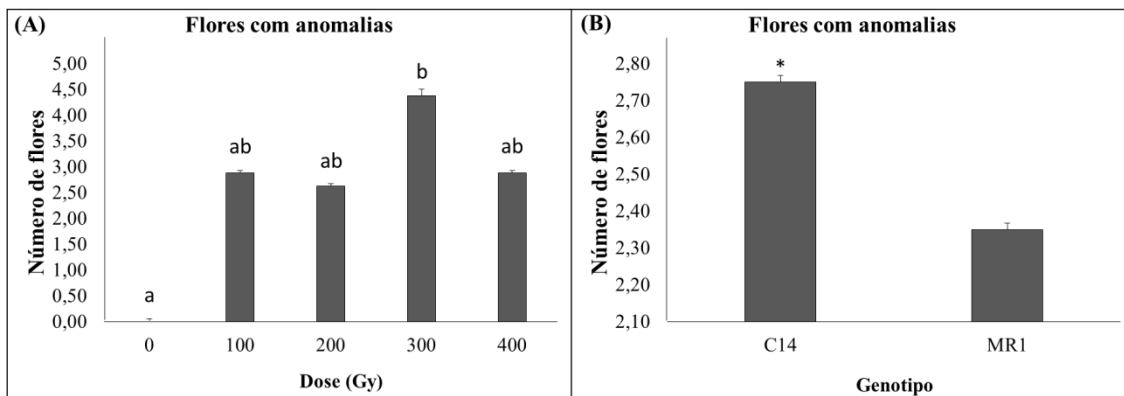 (A)
Flores com anomalias
Número de flores
5,00
4,50
4,00
3,50
3,00
2,50
2,00
1,50
1,00
0,50
0,00
a
ab
ab
b
ab
0 100 200 300 400
Dose (Gy)
(B)
Flores com anomalias
Número de flores
2,80
2,70
2,60
2,50
2,40
2,30
2,20
2,10
*
C14 MR1
Genotipo